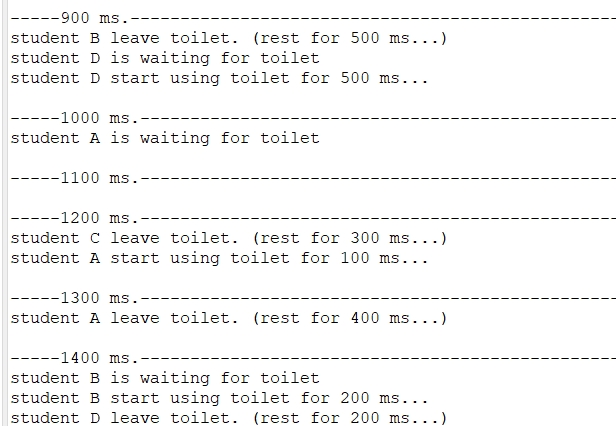 -----900 ms.-------------------------------------------------
student B leave toilet. (rest for 500 ms...)
student D is waiting for toilet
student D start using toilet for 500 ms...
-----1000 ms.------------------------------------------------
student A is waiting for toilet
-----1100 ms.------------------------------------------------
-----1200 ms.------------------------------------------------
student C leave toilet. (rest for 300 ms...)
student A start using toilet for 100 ms...
-----1300 ms.------------------------------------------------
student A leave toilet. (rest for 400 ms...)
-----1400 ms.------------------------------------------------
student B is waiting for toilet
student B start using toilet for 200 ms...
student D leave toilet. (rest for 200 ms...)